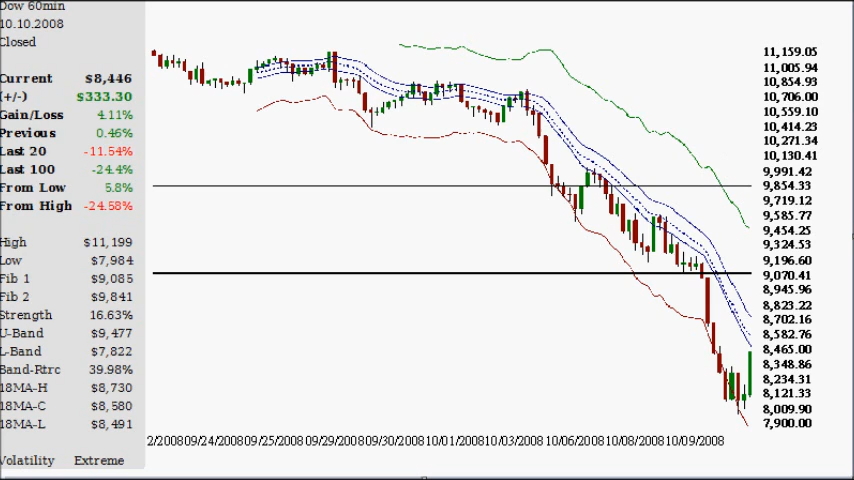 Dow 60min
10.10.2008
Closed
Current $8,446
(+/-) $333.30
Gain/Loss 4.11%
Previous 0.46%
Last 20 -11.54%
Last 100 -24.4%
From Low 5.8%
From High -24.58%
High $11,199
Low $7,984
Fib 1 $9,085
Fib 2 $9,841
Strength 16.63%
U-Band $9,477
L-Band $7,822
Band-Rtrc 39.98%
18MA-H $8,730
18MA-C $8,580
18MA-L $8,491
Volatility Extreme
11,159.05
11,005.94
10,854.93
10,706.00
10,559.10
10,414.23
10,271.34
10,130.41
9,991.42
9,854.33
9,719.12
9,585.77
9,454.25
9,324.53
9,196.60
9,070.41
8,945.96
8,823.22
8,702.16
8,582.76
8,465.00
8,348.86
8,234.31
8,121.33
8,009.90
7,900.00
2/2008 09/24/2008 09/25/2008 09/29/2008 09/30/2008 10/01/2008 10/03/2008 10/06/2008 10/08/2008 10/09/2008